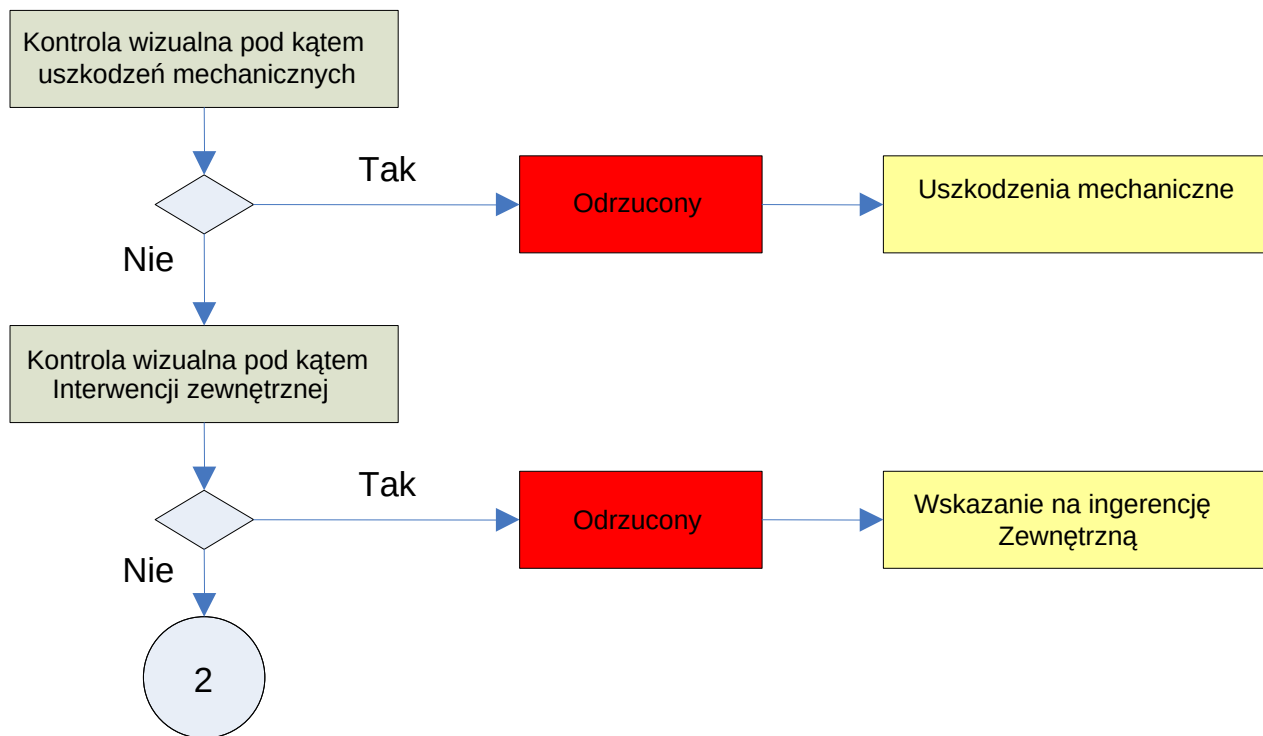 Kontrola wizualna pod kątem
uszkodzeń mechanicznych
Tak
Odrzucony
Uszkodzenia mechaniczne
Nie
Kontrola wizualna pod kątem
Interwencji zewnętrznej
Tak
Odrzucony
Wskazanie na ingerencję
Zewnętrzną
Nie
2